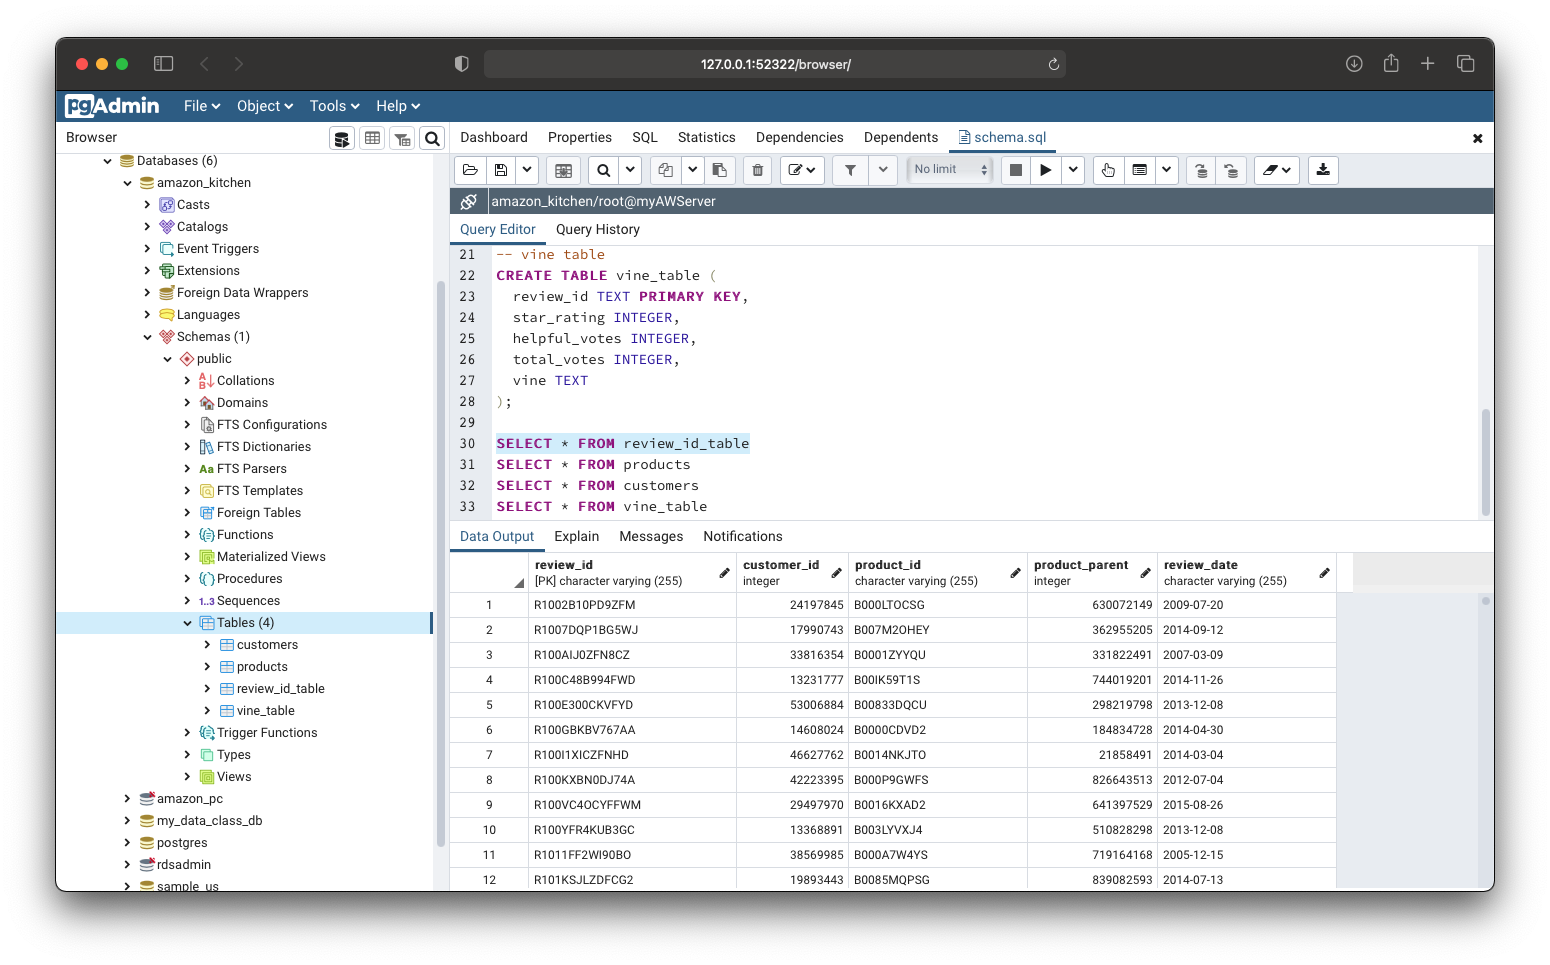 127.0.0.1:52322/browser/
pgAdmin File Object Tools Help
Browser
Dashboard Properties SQL Statistics Dependencies Dependents schema.sql
Databases (6)
amazon_kitchen
Casts
Catalogs
Event Triggers
Extensions
Foreign Data Wrappers
Languages
Schemas (1)
public
Collations
Domains
FTS Configurations
FTS Dictionaries
Aa FTS Parsers
FTS Templates
Foreign Tables
Functions
Materialized Views
Procedures
1..3 Sequences
Tables (4)
customers
products
review_id_table
vine_table
Trigger Functions
Types
Views
amazon_pc
my_data_class_db
postgres
rdsadmin
sample_us
No limit
amazon_kitchen/root@myAWServer
Query Editor Query History
21 -- vine table
22 CREATE TABLE vine_table (
23 review_id TEXT PRIMARY KEY,
24 star_rating INTEGER,
25 helpful_votes INTEGER,
26 total_votes INTEGER,
27 vine TEXT
28 );
29
30 SELECT * FROM review_id_table
31 SELECT * FROM products
32 SELECT * FROM customers
33 SELECT * FROM vine_table
Data Output Explain Messages Notifications
review_id customer_id product_id product_parent review_date
[PK] character varying (255) integer character varying (255) integer character varying (255)
1 R1002B10PD9ZFM 24197845 B000LTOCSG 630072149 2009-07-20
2 R1007DQP1BG5WJ 17990743 B007M2OHEY 362955205 2014-09-12
3 R100AIJ0ZFN8CZ 33816354 B0001ZYYQU 331822491 2007-03-09
4 R100C48B994FWD 13231777 B00IK59T1S 744019201 2014-11-26
5 R100E300CKVFYD 53006884 B00833DQCU 298219798 2013-12-08
6 R100GBKBV767AA 14608024 B0000CDVD2 184834728 2014-04-30
7 R100I1XICZFNHD 46627762 B0014NKJTO 21858491 2014-03-04
8 R100KXBN0DJ74A 42223395 B000P9GWFS 826643513 2012-07-04
9 R100VC4OCYFFWM 29497970 B0016KXAD2 641397529 2015-08-26
10 R100YFR4KUB3GC 13368891 B003LYVXJ4 510828298 2013-12-08
11 R1011FF2WI90BO 38569985 B000A7W4YS 719164168 2005-12-15
12 R101KSJLZDFCG2 19893443 B0085MQPSG 839082593 2014-07-13